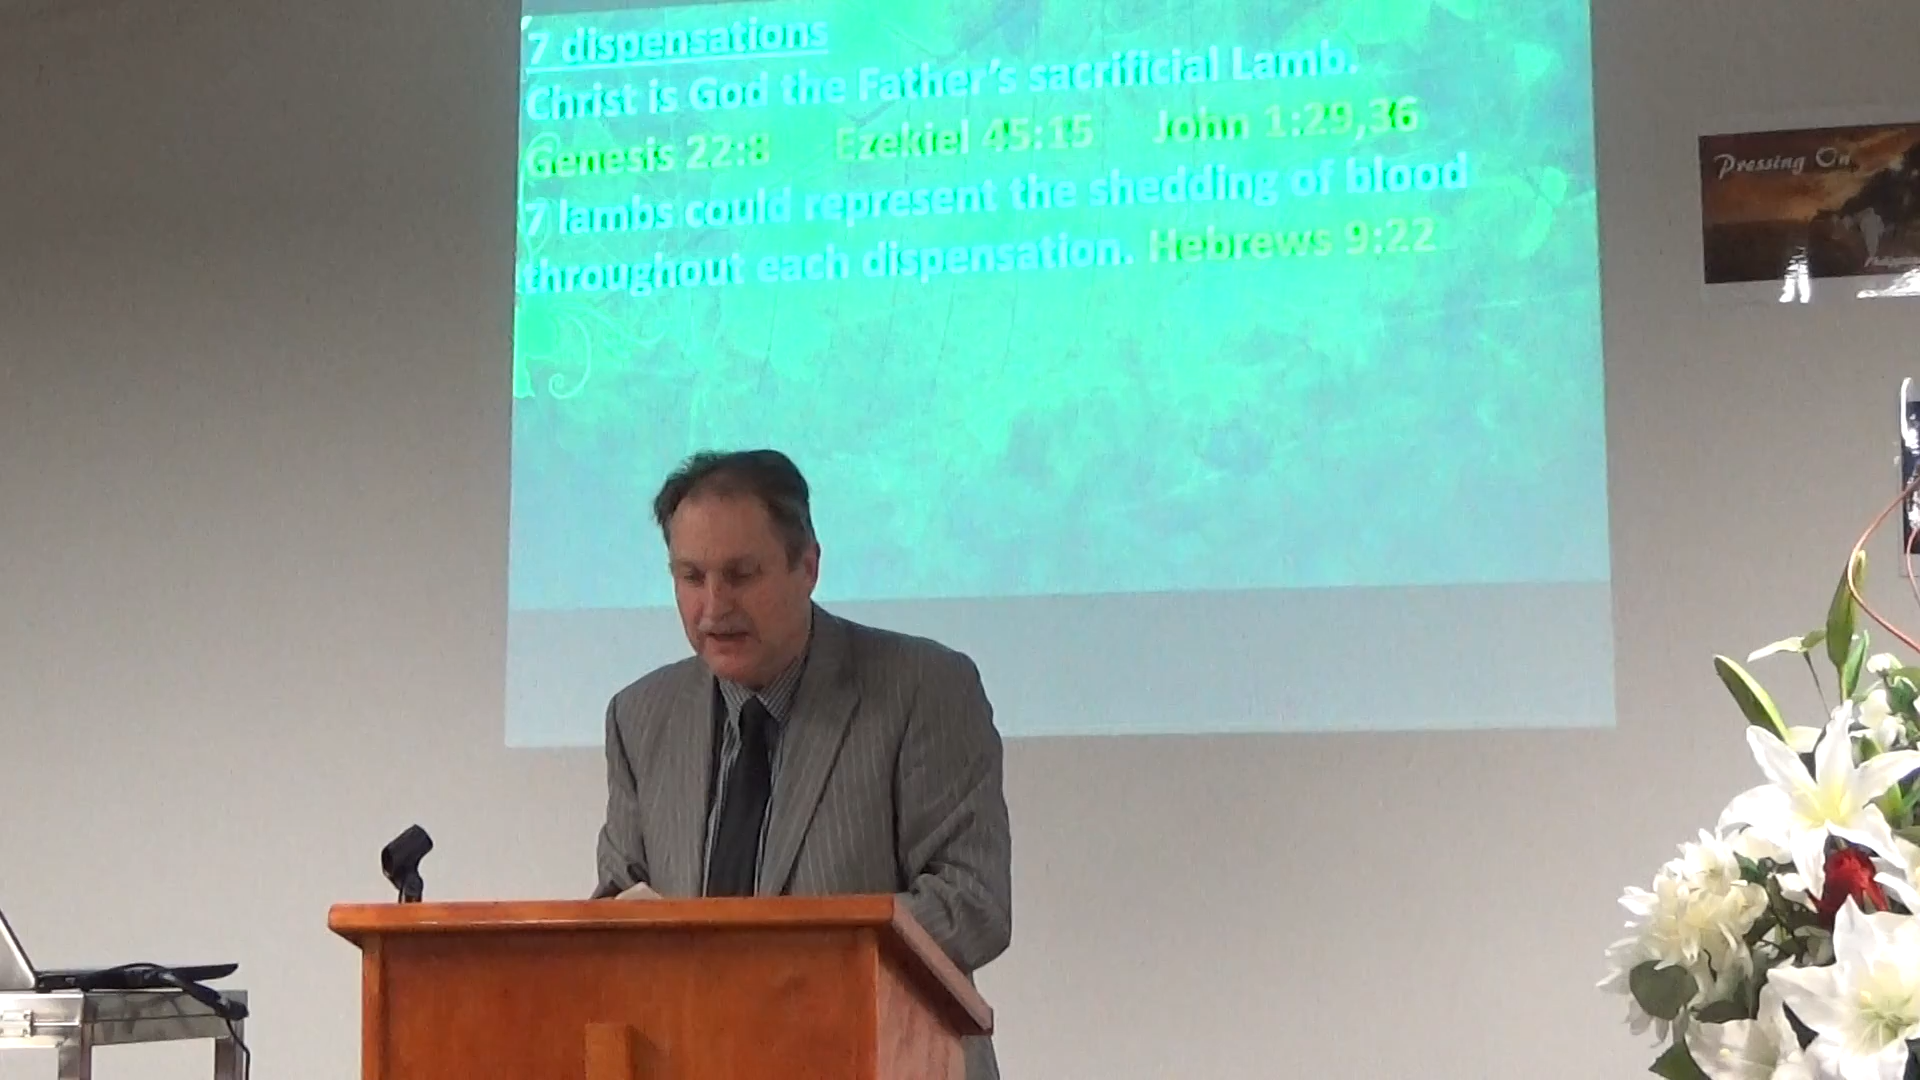 7 dispensations
Christ is God the Father's sacrificial Lamb.
Genesis 22:8 Ezekiel 45:15 John 1:29,36
7 lambs could represent the shedding of blood
throughout each dispensation. Hebrews 9:22
Pressing On